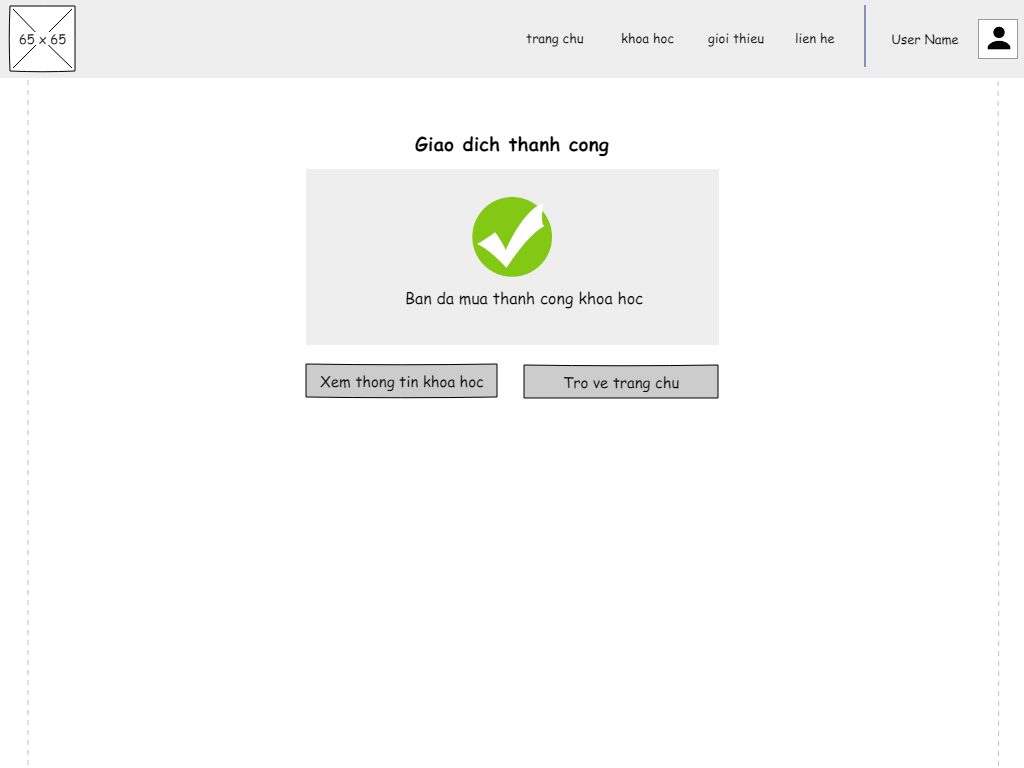 65 x 65
trang chu
khoa hoc
gioi thieu
lien he
User Name
Giao dich thanh cong
Ban da mua thanh cong khoa hoc
Xem thong tin khoa hoc
Tro ve trang chu